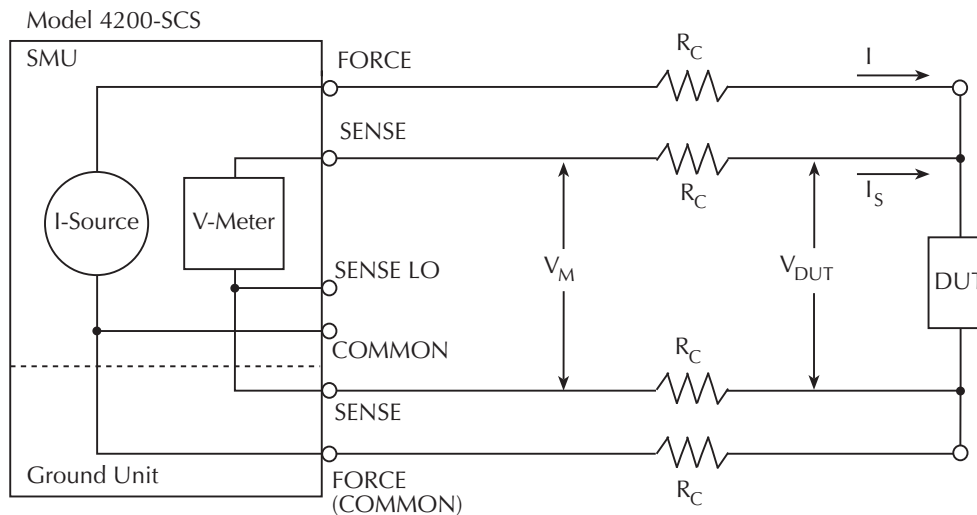 Model 4200-SCS
SMU
FORCE
R_C
I
SENSE
R_C
I_S
I-Source
V-Meter
SENSE LO
V_M
V_DUT
DUT
COMMON
R_C
SENSE
Ground Unit
FORCE
(COMMON)
R_C